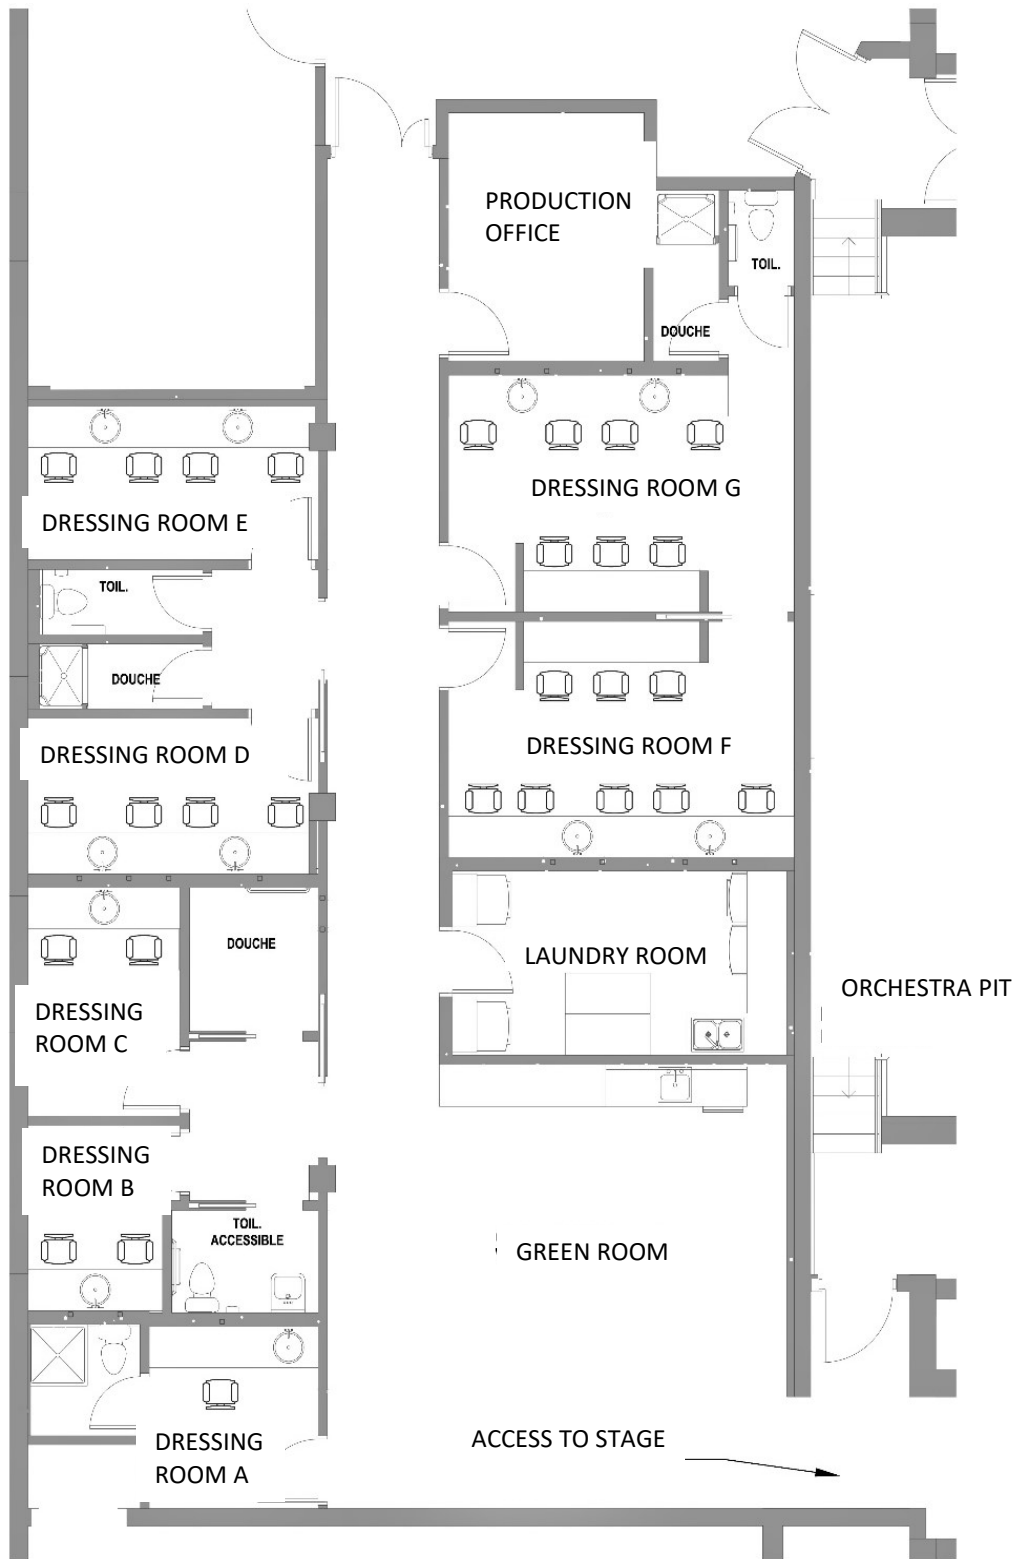 PRODUCTION
OFFICE
TOIL.
DOUCHE
DRESSING ROOM G
DRESSING ROOM E
TOIL.
DOUCHE
DRESSING ROOM D
DRESSING ROOM F
DOUCHE
LAUNDRY ROOM
ORCHESTRA PIT
DRESSING
ROOM C
DRESSING
ROOM B
TOIL.
ACCESSIBLE
GREEN ROOM
ACCESS TO STAGE
DRESSING
ROOM A